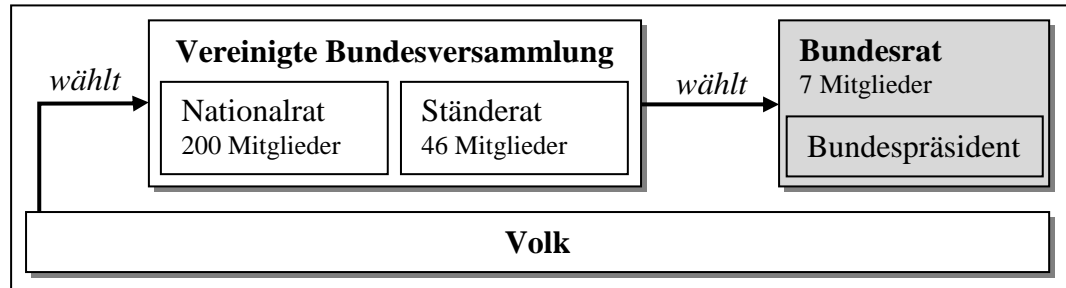 Vereinigte Bundesversammlung
wählt
Nationalrat
200 Mitglieder
Ständerat
46 Mitglieder
wählt
Bundesrat
7 Mitglieder
Bundespräsident
Volk